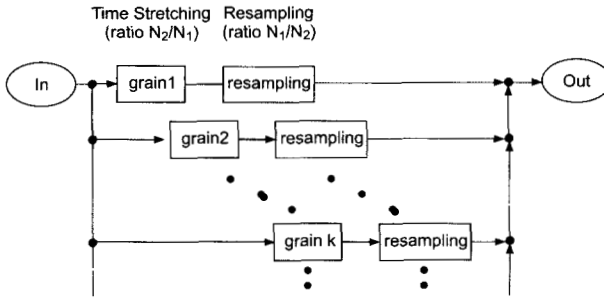 Time Stretching Resampling
(ratio N₂/N₁) (ratio N₁/N₂)
In grain1 resampling Out
grain2 resampling
grain k resampling